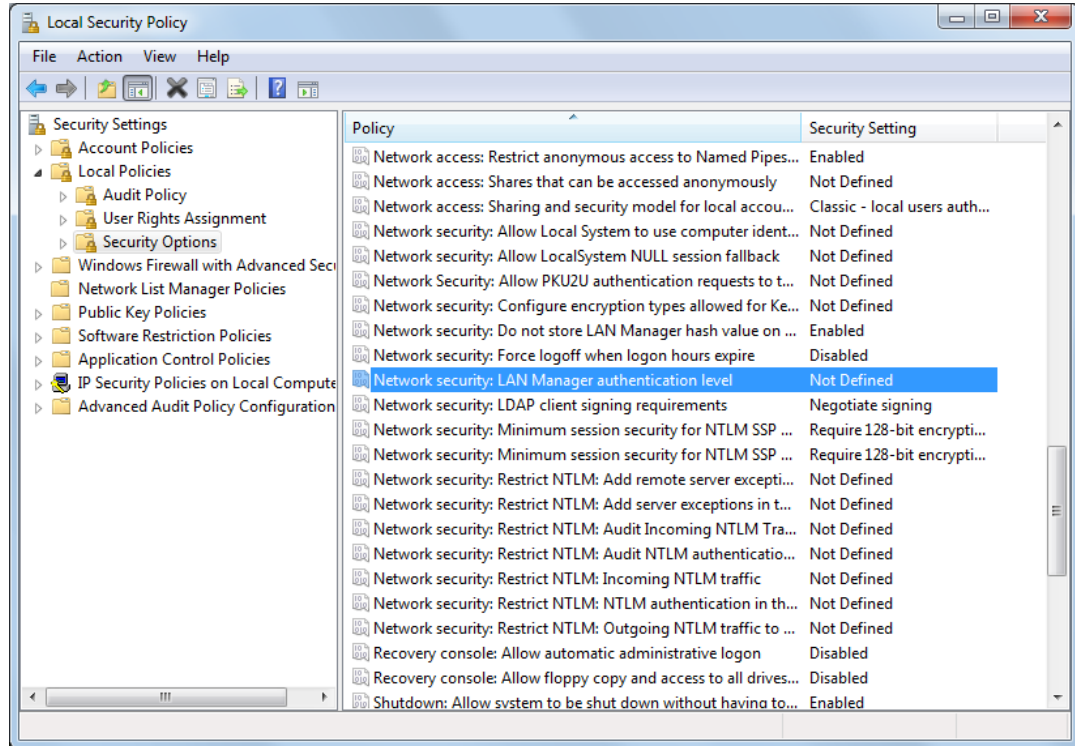 Local Security Policy
File Action View Help
Security Settings
Account Policies
Local Policies
Audit Policy
User Rights Assignment
Security Options
Windows Firewall with Advanced Secu
Network List Manager Policies
Public Key Policies
Software Restriction Policies
Application Control Policies
IP Security Policies on Local Compute
Advanced Audit Policy Configuration
Policy Security Setting
Network access: Restrict anonymous access to Named Pipes... Enabled
Network access: Shares that can be accessed anonymously Not Defined
Network access: Sharing and security model for local accou... Classic - local users auth...
Network security: Allow Local System to use computer ident... Not Defined
Network security: Allow LocalSystem NULL session fallback Not Defined
Network Security: Allow PKU2U authentication requests to t... Not Defined
Network security: Configure encryption types allowed for Ke... Not Defined
Network security: Do not store LAN Manager hash value on ... Enabled
Network security: Force logoff when logon hours expire Disabled
Network security: LAN Manager authentication level Not Defined
Network security: LDAP client signing requirements Negotiate signing
Network security: Minimum session security for NTLM SSP ... Require 128-bit encrypti...
Network security: Minimum session security for NTLM SSP ... Require 128-bit encrypti...
Network security: Restrict NTLM: Add remote server excepti... Not Defined
Network security: Restrict NTLM: Add server exceptions in t... Not Defined
Network security: Restrict NTLM: Audit Incoming NTLM Tra... Not Defined
Network security: Restrict NTLM: Audit NTLM authenticatio... Not Defined
Network security: Restrict NTLM: Incoming NTLM traffic Not Defined
Network security: Restrict NTLM: NTLM authentication in th... Not Defined
Network security: Restrict NTLM: Outgoing NTLM traffic to ... Not Defined
Recovery console: Allow automatic administrative logon Disabled
Recovery console: Allow floppy copy and access to all drives... Disabled
Shutdown: Allow system to be shut down without having to... Enabled